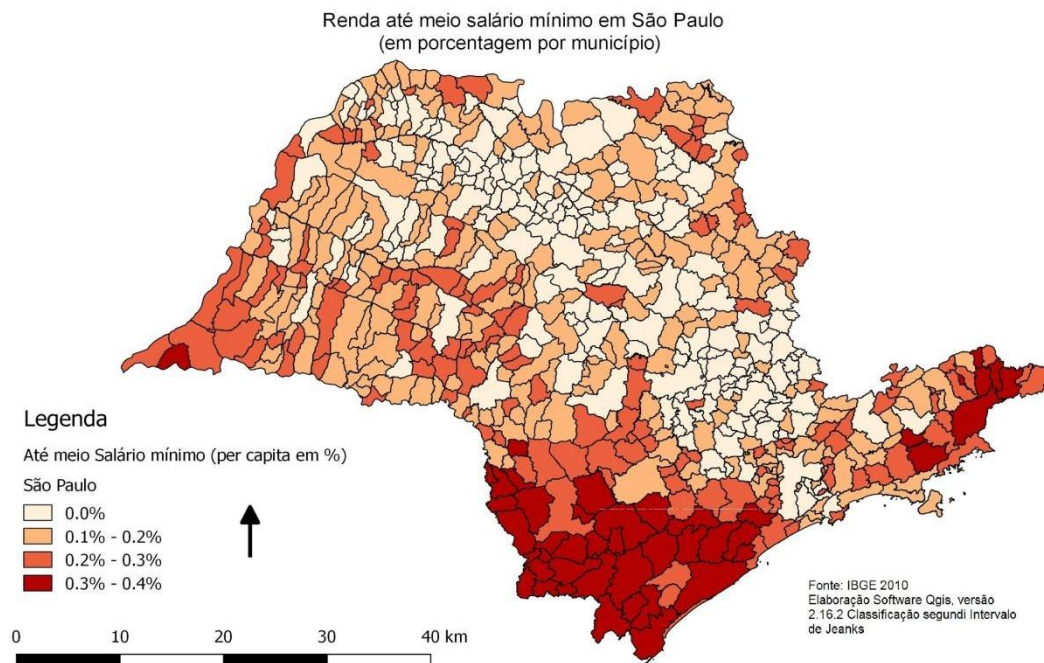 Renda até meio salário mínimo em São Paulo
(em porcentagem por município)
Legenda
Até meio Salário mínimo (per capita em %)
São Paulo
0.0%
0.1% - 0.2%
0.2% - 0.3%
0.3% - 0.4%
0 10 20 30 40 km
Fonte: IBGE 2010
Elaboração Software Qgis, versão
2.16.2 Classificação segundi Intervalo
de Jeanks